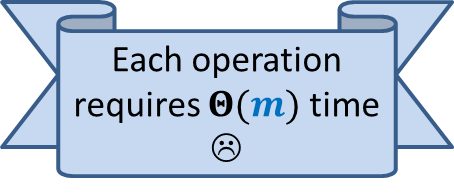 Each operation
requires Θ(m) time
☹